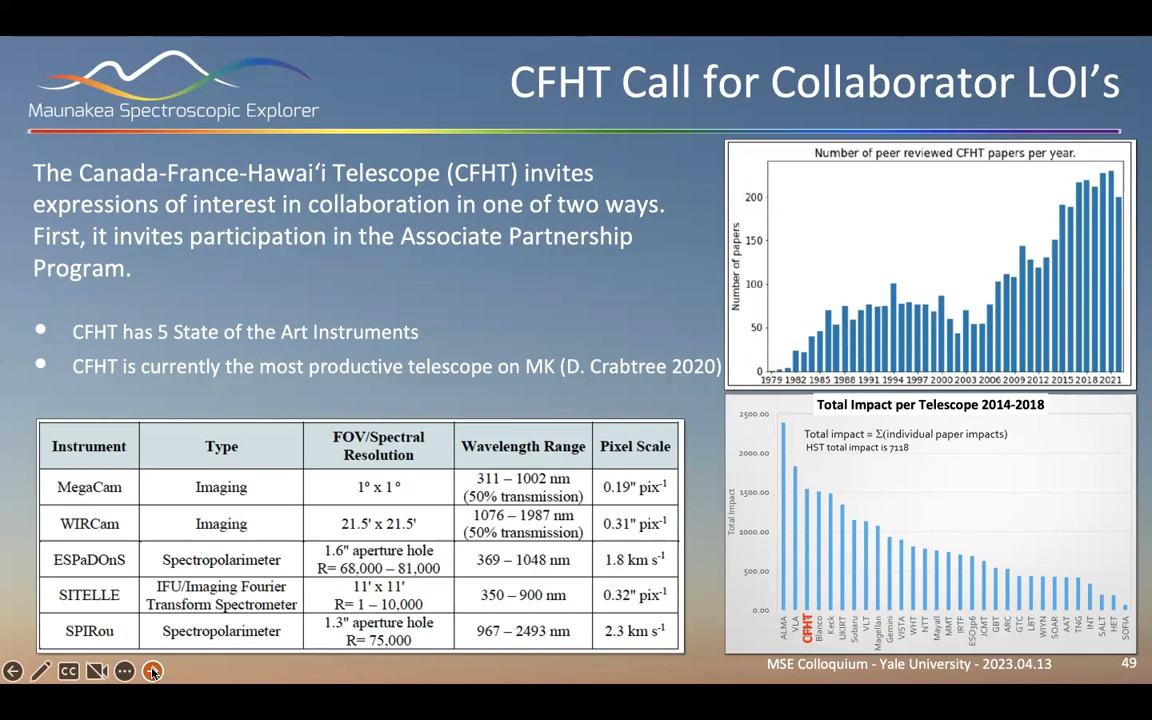 CFHT Call for Collaborator LOI's
Maunakea Spectroscopic Explorer
The Canada-France-Hawaiʻi Telescope (CFHT) invites
expressions of interest in collaboration in one of two ways.
First, it invites participation in the Associate Partnership
Program.
• CFHT has 5 State of the Art Instruments
• CFHT is currently the most productive telescope on MK (D. Crabtree 2020)
Instrument Type FOV/Spectral Resolution Wavelength Range Pixel Scale
MegaCam Imaging 1° x 1° 311 – 1002 nm (50% transmission) 0.19" pix⁻¹
WIRCam Imaging 21.5' x 21.5' 1076 – 1987 nm (50% transmission) 0.31" pix⁻¹
ESPaDOnS Spectropolarimeter 1.6" aperture hole R= 68,000 – 81,000 369 – 1048 nm 1.8 km s⁻¹
SITELLE IFU/Imaging Fourier Transform Spectrometer 11' x 11' R= 1 – 10,000 350 – 900 nm 0.32" pix⁻¹
SPIRou Spectropolarimeter 1.3" aperture hole R= 75,000 967 – 2493 nm 2.3 km s⁻¹
CC
Number of peer reviewed CFHT papers per year.
Number of papers
200
150
100
50
0
1979 1982 1985 1988 1991 1994 1997 2000 2003 2006 2009 2012 2015 2018 2021
Total Impact per Telescope 2014-2018
Total impact = Σ(individual paper impacts)
HST total impact is 7118
Total Impact
2500.00
2000.00
1500.00
1000.00
500.00
0.00
ALMA VLA CFHT Blanco Keck UKIRT Subaru VLT Magellan Gemini VISTA WHT NTT Mayall MMT IRTF ESO3p6 JCMT GBT ARC GTC LBT WIYN SOAR AAT TNG INT SALT HET SOFIA
MSE Colloquium - Yale University - 2023.04.13
49